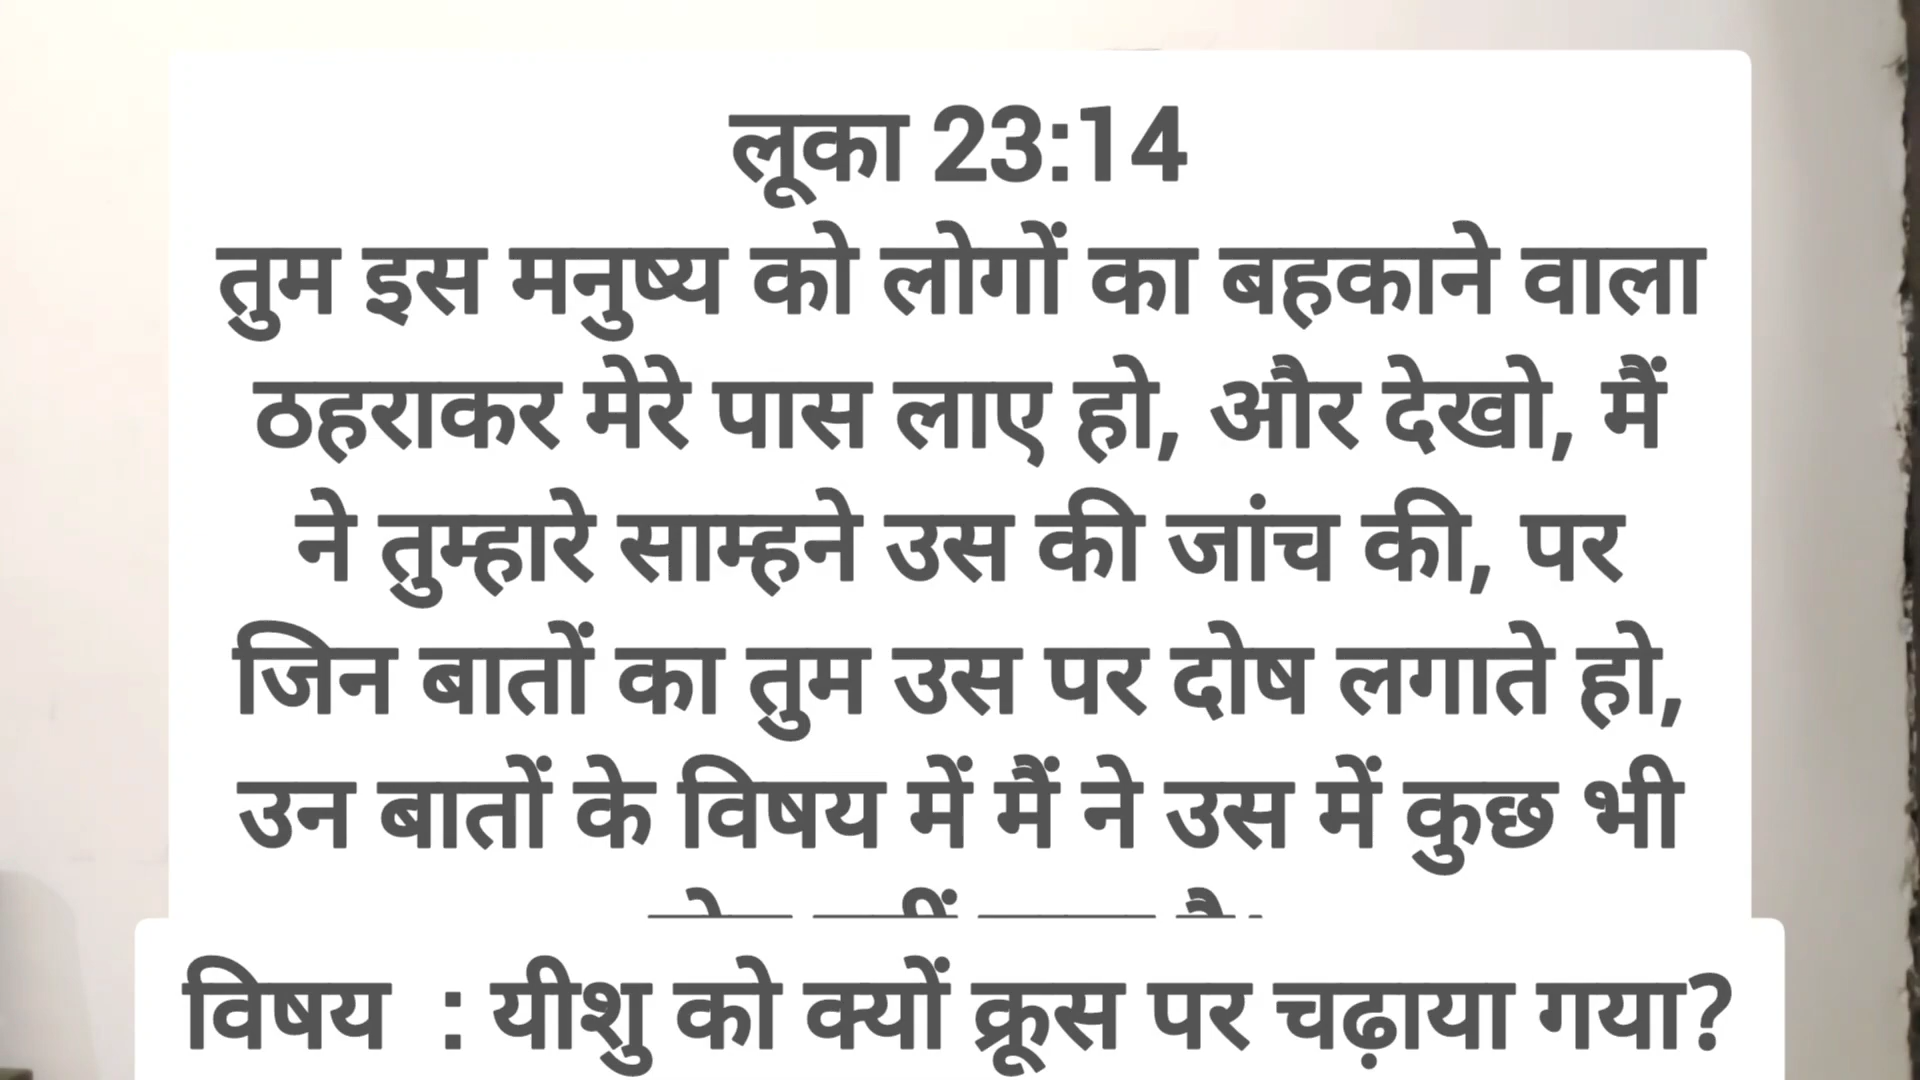 लूका 23:14
तुम इस मनुष्य को लोगों का बहकाने वाला
ठहराकर मेरे पास लाए हो, और देखो, मैं
ने तुम्हारे साम्हने उस की जांच की, पर
जिन बातों का तुम उस पर दोष लगाते हो,
उन बातों के विषय में मैं ने उस में कुछ भी
विषय : यीशु को क्यों क्रूस पर चढ़ाया गया?